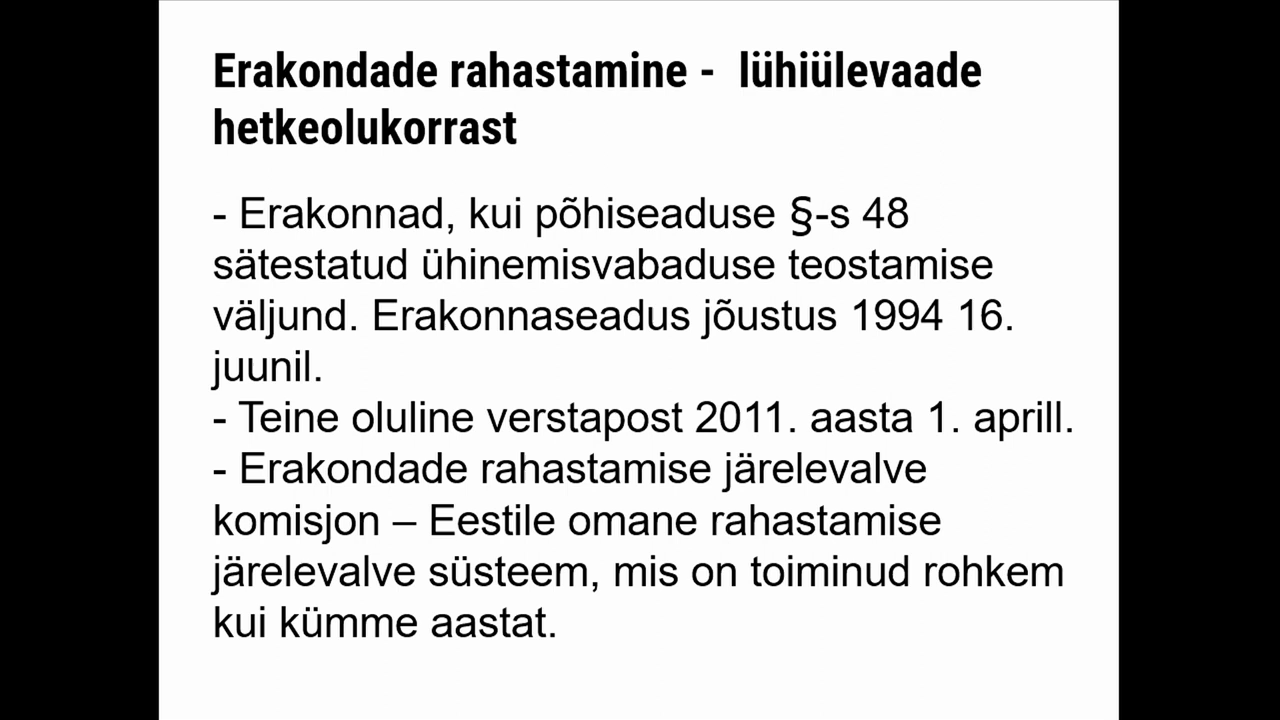 Erakondade rahastamine - lühiülevaade
hetkeolukorrast
- Erakonnad, kui põhiseaduse §-s 48
sätestatud ühinemisvabaduse teostamise
väljund. Erakonnaseadus jõustus 1994 16.
juunil.
- Teine oluline verstapost 2011. aasta 1. aprill.
- Erakondade rahastamise järelevalve
komisjon – Eestile omane rahastamise
järelevalve süsteem, mis on toiminud rohkem
kui kümme aastat.